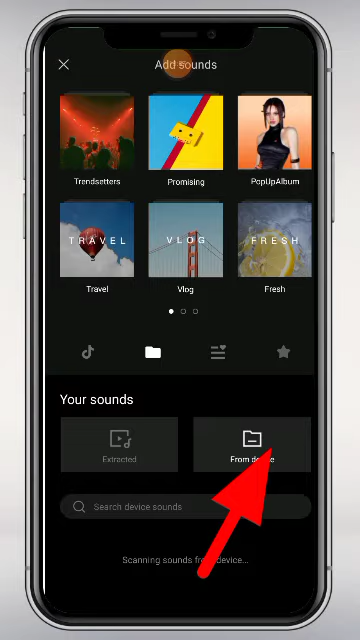 Add sounds
Trendsetters
Promising
PopUpAlbum
TRAVEL
VLOG
FRESH
Travel
Vlog
Fresh
Your sounds
Extracted
From
Search device sounds
Scanning sounds from device...